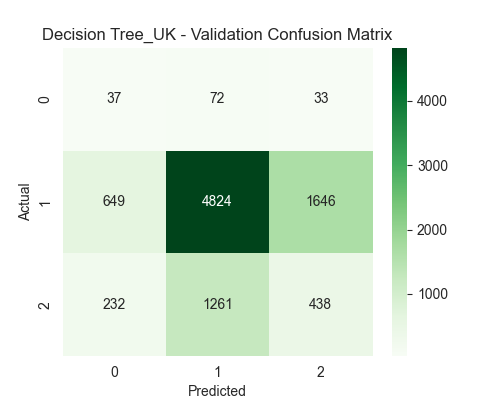 Decision Tree_UK - Validation Confusion Matrix
0 37 72 33
1 649 4824 1646
2 232 1261 438
0 1 2
Predicted
Actual
4000
3000
2000
1000